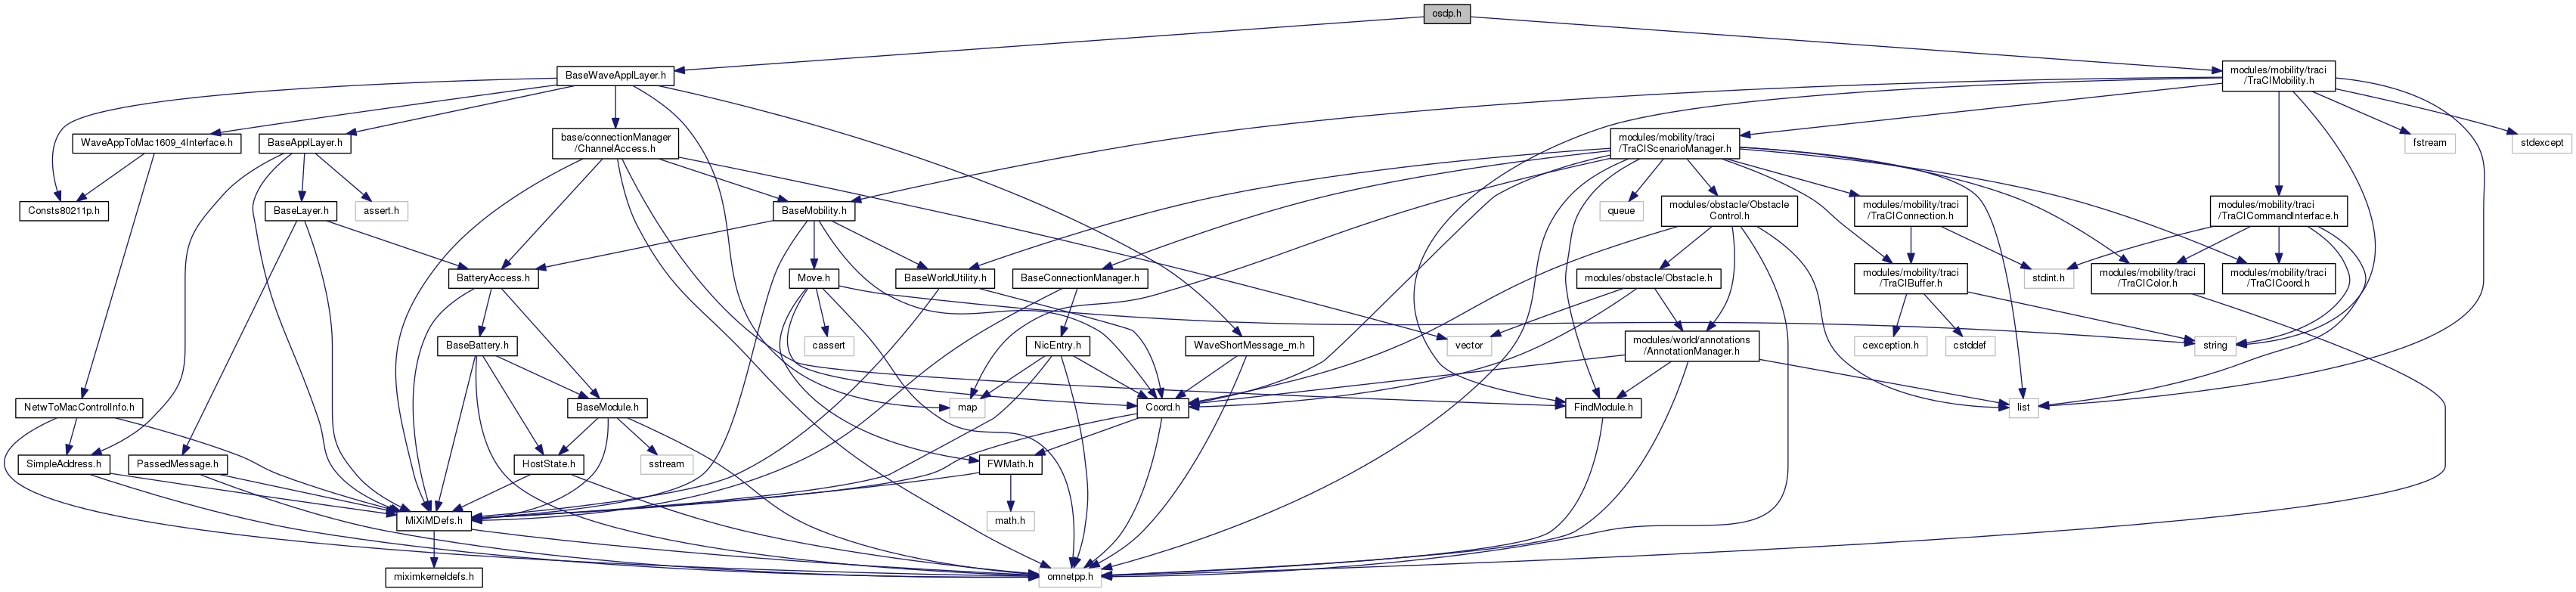 osdp.h
BaseWaveApplLayer.h
modules/mobility/traci
/TraCIMobility.h
WaveAppToMac1609_4Interface.h
BaseApplLayer.h
base/connectionManager
/ChannelAccess.h
modules/mobility/traci
/TraCIScenarioManager.h
fstream
stdexcept
Consts80211p.h
BaseLayer.h
assert.h
BaseMobility.h
queue
modules/obstacle/Obstacle
Control.h
modules/mobility/traci
/TraCIConnection.h
modules/mobility/traci
/TraCICommandInterface.h
BatteryAccess.h
Move.h
BaseWorldUtility.h
BaseConnectionManager.h
modules/obstacle/Obstacle.h
modules/mobility/traci
/TraCIBuffer.h
stdint.h
modules/mobility/traci
/TraCIColor.h
modules/mobility/traci
/TraCICoord.h
BaseBattery.h
cassert
NicEntry.h
WaveShortMessage_m.h
vector
modules/world/annotations
/AnnotationManager.h
cexception.h
cstddef
string
NetwToMacControlInfo.h
BaseModule.h
map
Coord.h
FindModule.h
list
SimpleAddress.h
PassedMessage.h
HostState.h
sstream
FWMath.h
MiXiMDefs.h
math.h
miximkerneldefs.h
omnetpp.h